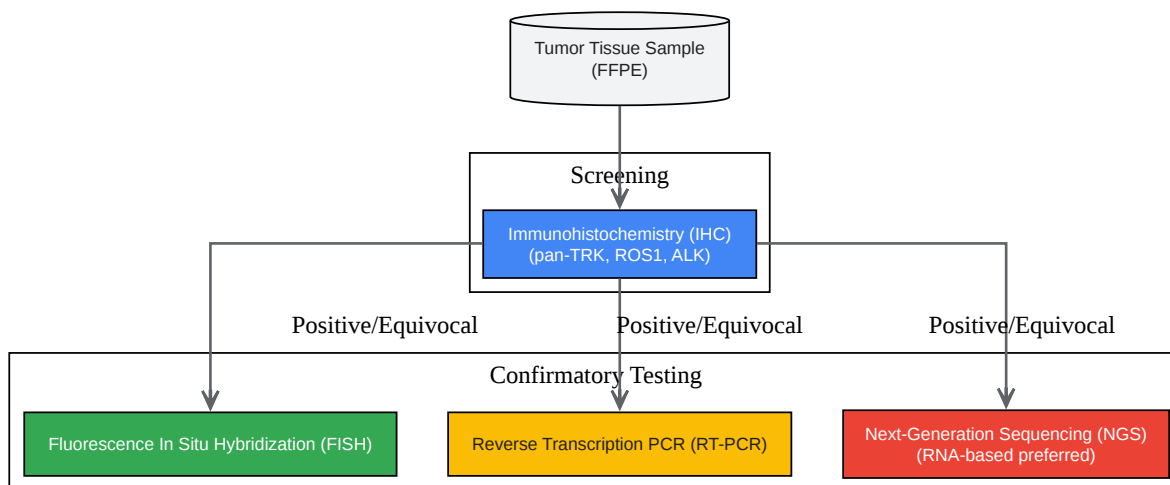 Tumor Tissue Sample
(FFPE)
Screening
Immunohistochemistry (IHC)
(pan-TRK, ROS1, ALK)
Positive/Equivocal
Positive/Equivocal
Positive/Equivocal
Confirmatory Testing
Fluorescence In Situ Hybridization (FISH)
Reverse Transcription PCR (RT-PCR)
Next-Generation Sequencing (NGS)
(RNA-based preferred)